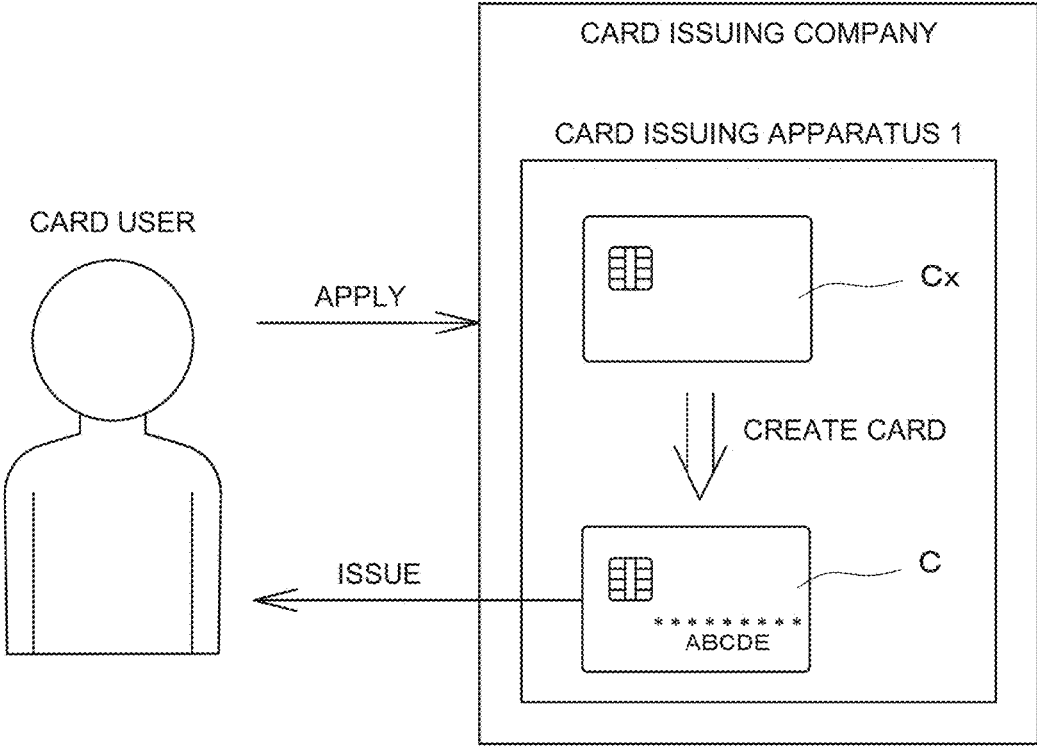 CARD ISSUING COMPANY
CARD ISSUING APPARATUS 1
CARD USER
Cx
APPLY
CREATE CARD
C
ISSUE
* * * * * * * * *
ABCDE